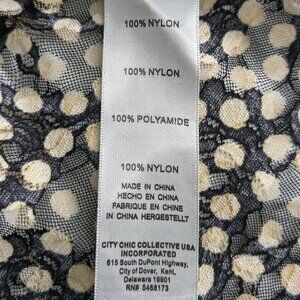 100% NYLON
100% NYLON
100% POLYAMIDE
100% NYLON
MADE IN CHINA
HECHO EN CHINA
FABRIQUE EN CHINE
IN CHINA HERGESTELLT
CITY CHIC COLLECTIVE USA
INCORPORATED
615 South DuPont Highway,
City of Dover, Kent,
Delaware 19901
RN# 5468173